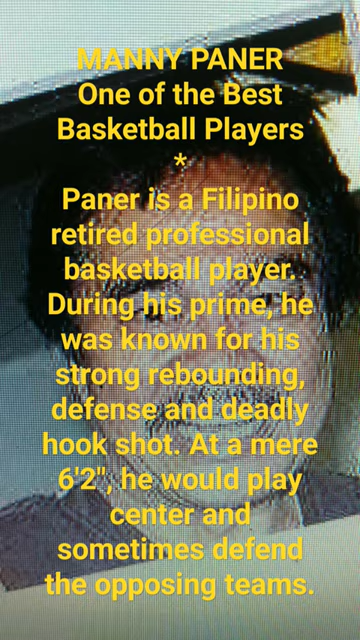 MANNY PANER
One of the Best
Basketball Players
*
Paner is a Filipino
retired professional
basketball player.
During his prime, he
was known for his
strong rebounding,
defense and deadly
hook shot. At a mere
6'2", he would play
center and
sometimes defend
the opposing teams.